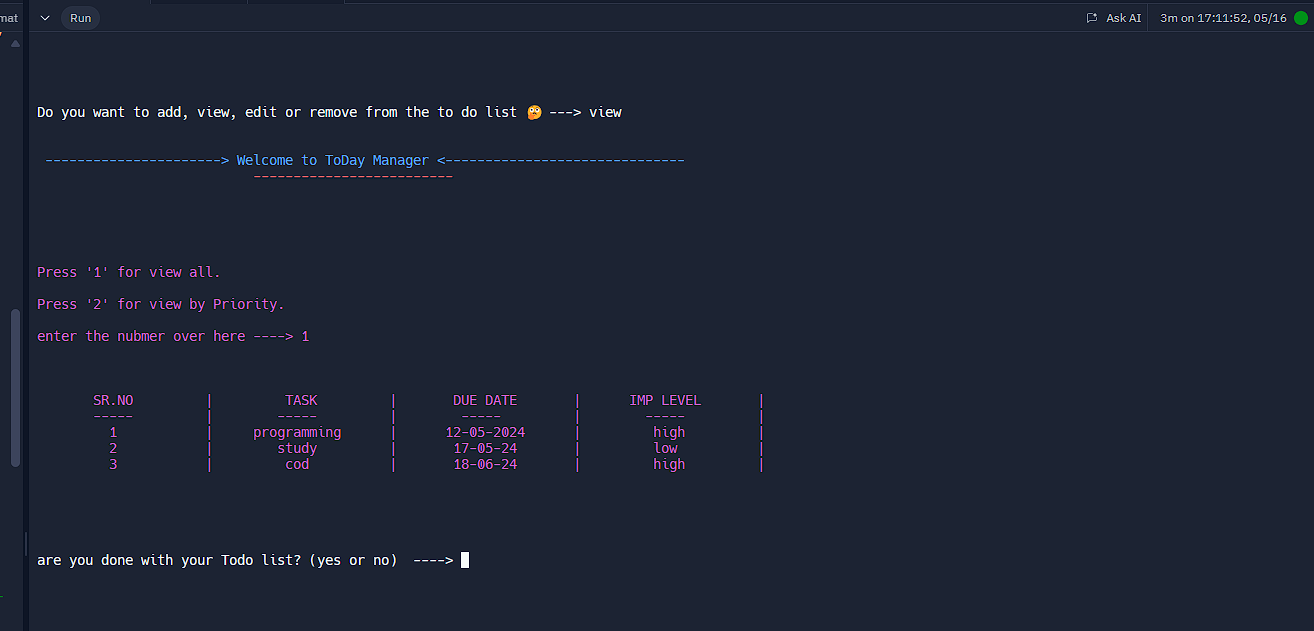 mat Run Ask AI 3m on 17:11:52, 05/16
Do you want to add, view, edit or remove from the to do list 🤔 ---> view
----------------------> Welcome to ToDay Manager <------------------------------
-------------------------
Press '1' for view all.
Press '2' for view by Priority.
enter the nubmer over here ----> 1
SR.NO | TASK | DUE DATE | IMP LEVEL |
----- | ----- | ----- | ----- |
1 | programming | 12-05-2024 | high |
2 | study | 17-05-24 | low |
3 | cod | 18-06-24 | high |
are you done with your Todo list? (yes or no) ---->